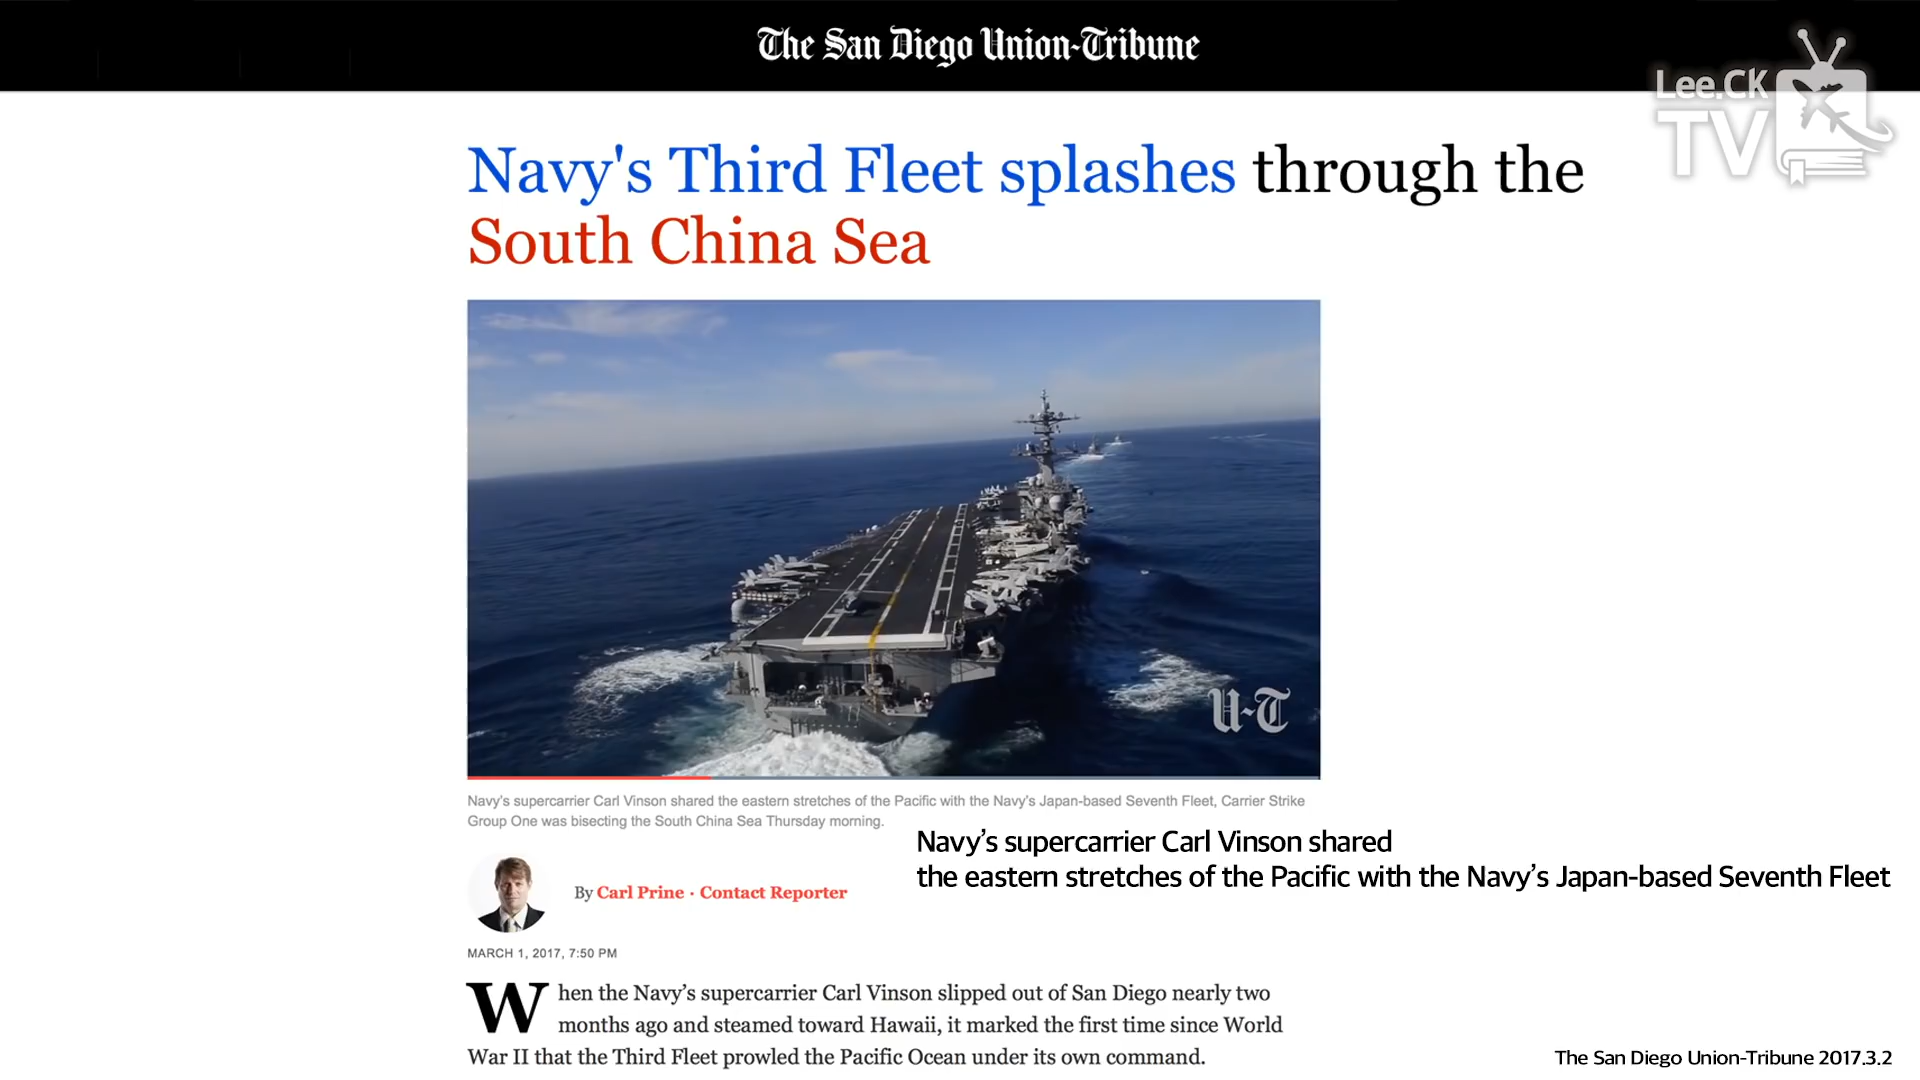 The San Diego Union-Tribune
Lee.CK
TV
Navy's Third Fleet splashes through the
South China Sea
U-T
Navy's supercarrier Carl Vinson shared the eastern stretches of the Pacific with the Navy's Japan-based Seventh Fleet, Carrier Strike
Group One was bisecting the South China Sea Thursday morning.
Navy’s supercarrier Carl Vinson shared
the eastern stretches of the Pacific with the Navy’s Japan-based Seventh Fleet
By Carl Prine · Contact Reporter
MARCH 1, 2017, 7:50 PM
When the Navy’s supercarrier Carl Vinson slipped out of San Diego nearly two
months ago and steamed toward Hawaii, it marked the first time since World
War II that the Third Fleet prowled the Pacific Ocean under its own command.
The San Diego Union-Tribune 2017.3.2